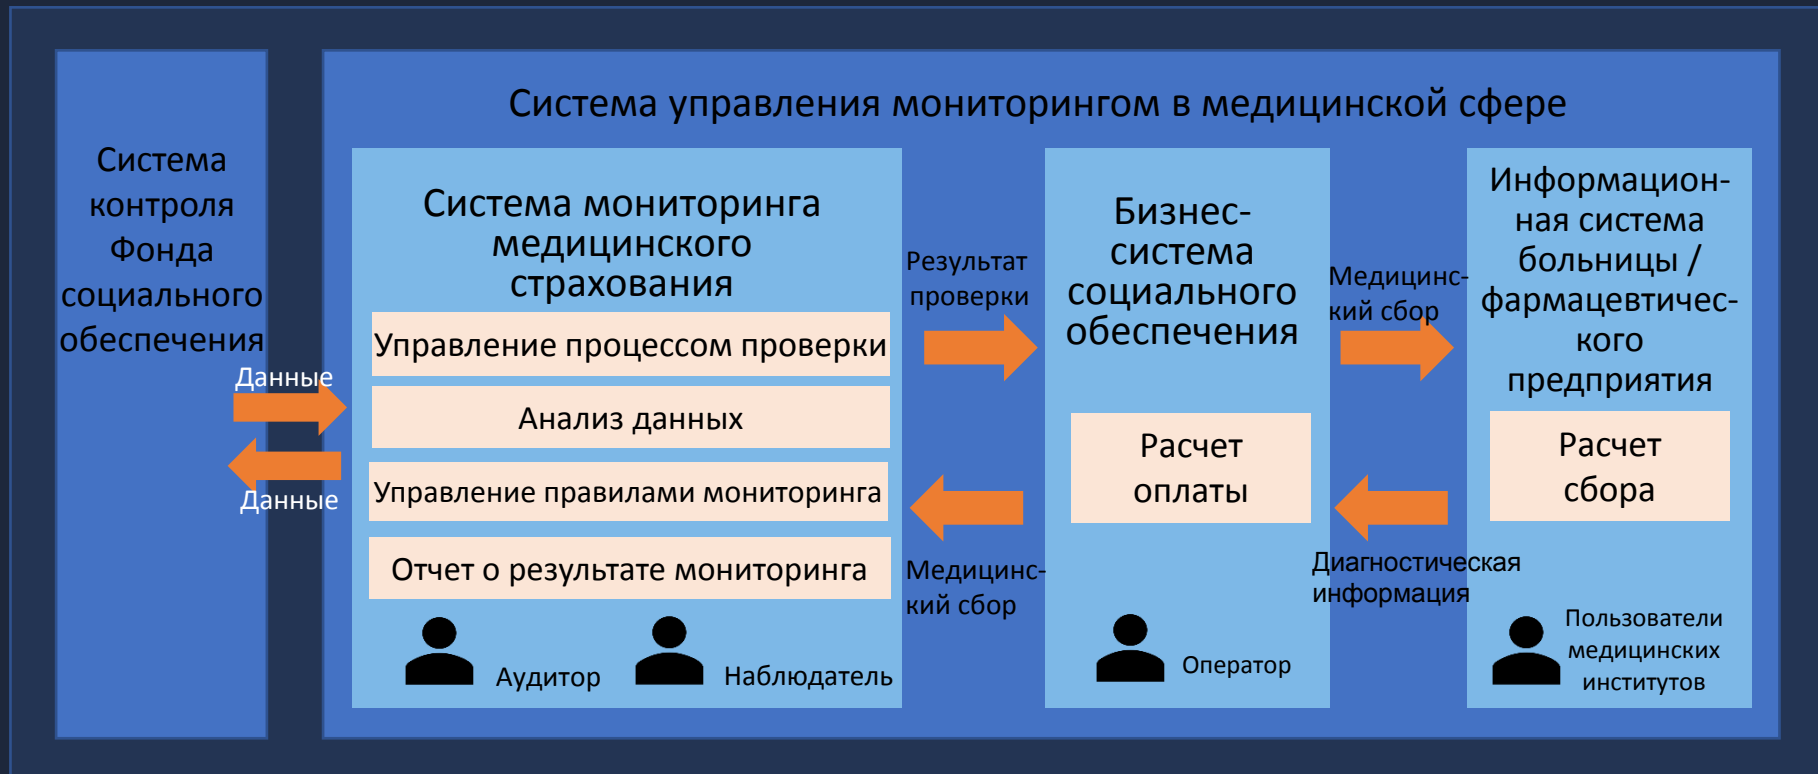 Система управления мониторингом в медицинской сфере
Система
контроля
Фонда
социального
обеспечения
Данные
Данные
Система мониторинга
медицинского
страхования
Управление процессом проверки
Анализ данных
Управление правилами мониторинга
Отчет о результате мониторинга
Аудитор
Наблюдатель
Результат
проверки
Медицинс-
кий сбор
Бизнес-
система
социального
обеспечения
Расчет
оплаты
Оператор
Медицинс-
кий сбор
Диагностическая
информация
Информацион-
ная система
больницы /
фармацевтичес-
кого
предприятия
Расчет
сбора
Пользователи
медицинских
институтов